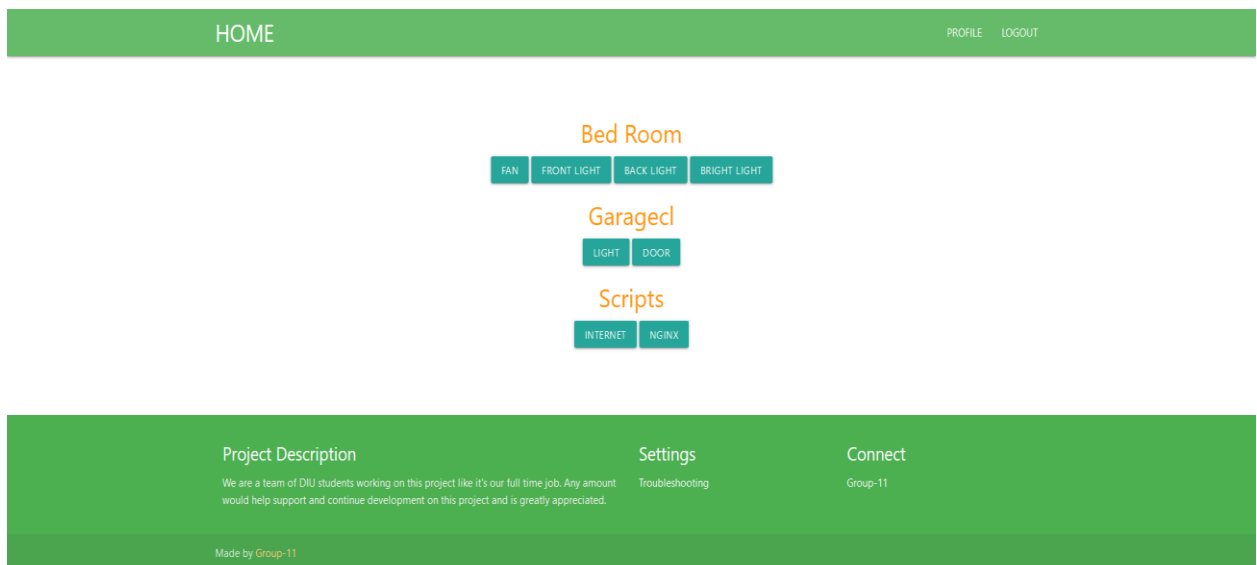 HOME PROFILE LOGOUT
Bed Room
FAN FRONT LIGHT BACK LIGHT BRIGHT LIGHT
Garagecl
LIGHT DOOR
Scripts
INTERNET NGINX
Project Description
We are a team of DIU students working on this project like it's our full time job. Any amount
would help support and continue development on this project and is greatly appreciated.
Settings
Troubleshooting
Connect
Group-11
Made by Group-11